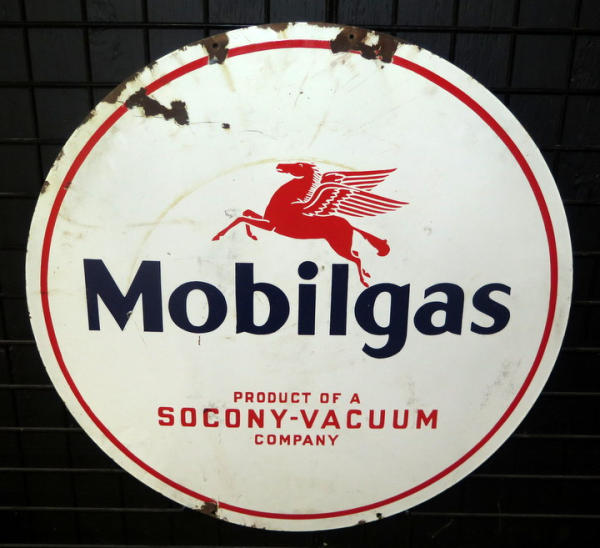 Mobilgas
PRODUCT OF A
SOCONY-VACUUM
COMPANY